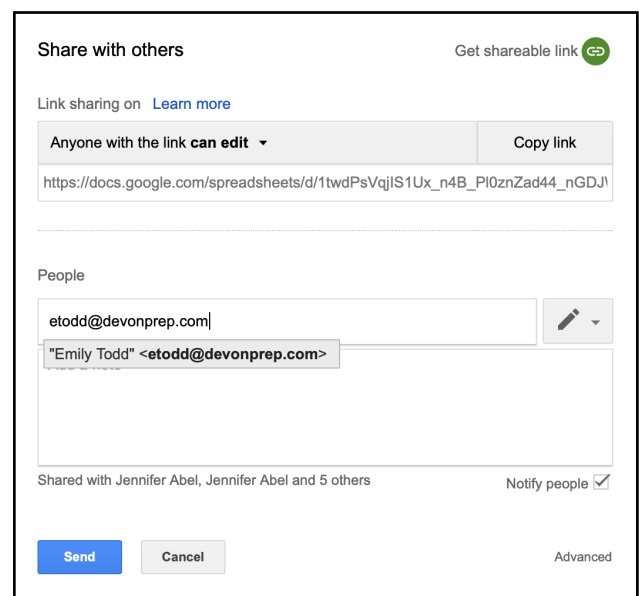 Share with others
Get shareable link
Link sharing on Learn more
Anyone with the link can edit
Copy link
https://docs.google.com/spreadsheets/d/1twdPsVqjIS1Ux_n4B_Pl0znZad44_nGDJ
People
etodd@devonprep.com
"Emily Todd" <etodd@devonprep.com>
Shared with Jennifer Abel, Jennifer Abel and 5 others
Notify people
Send
Cancel
Advanced